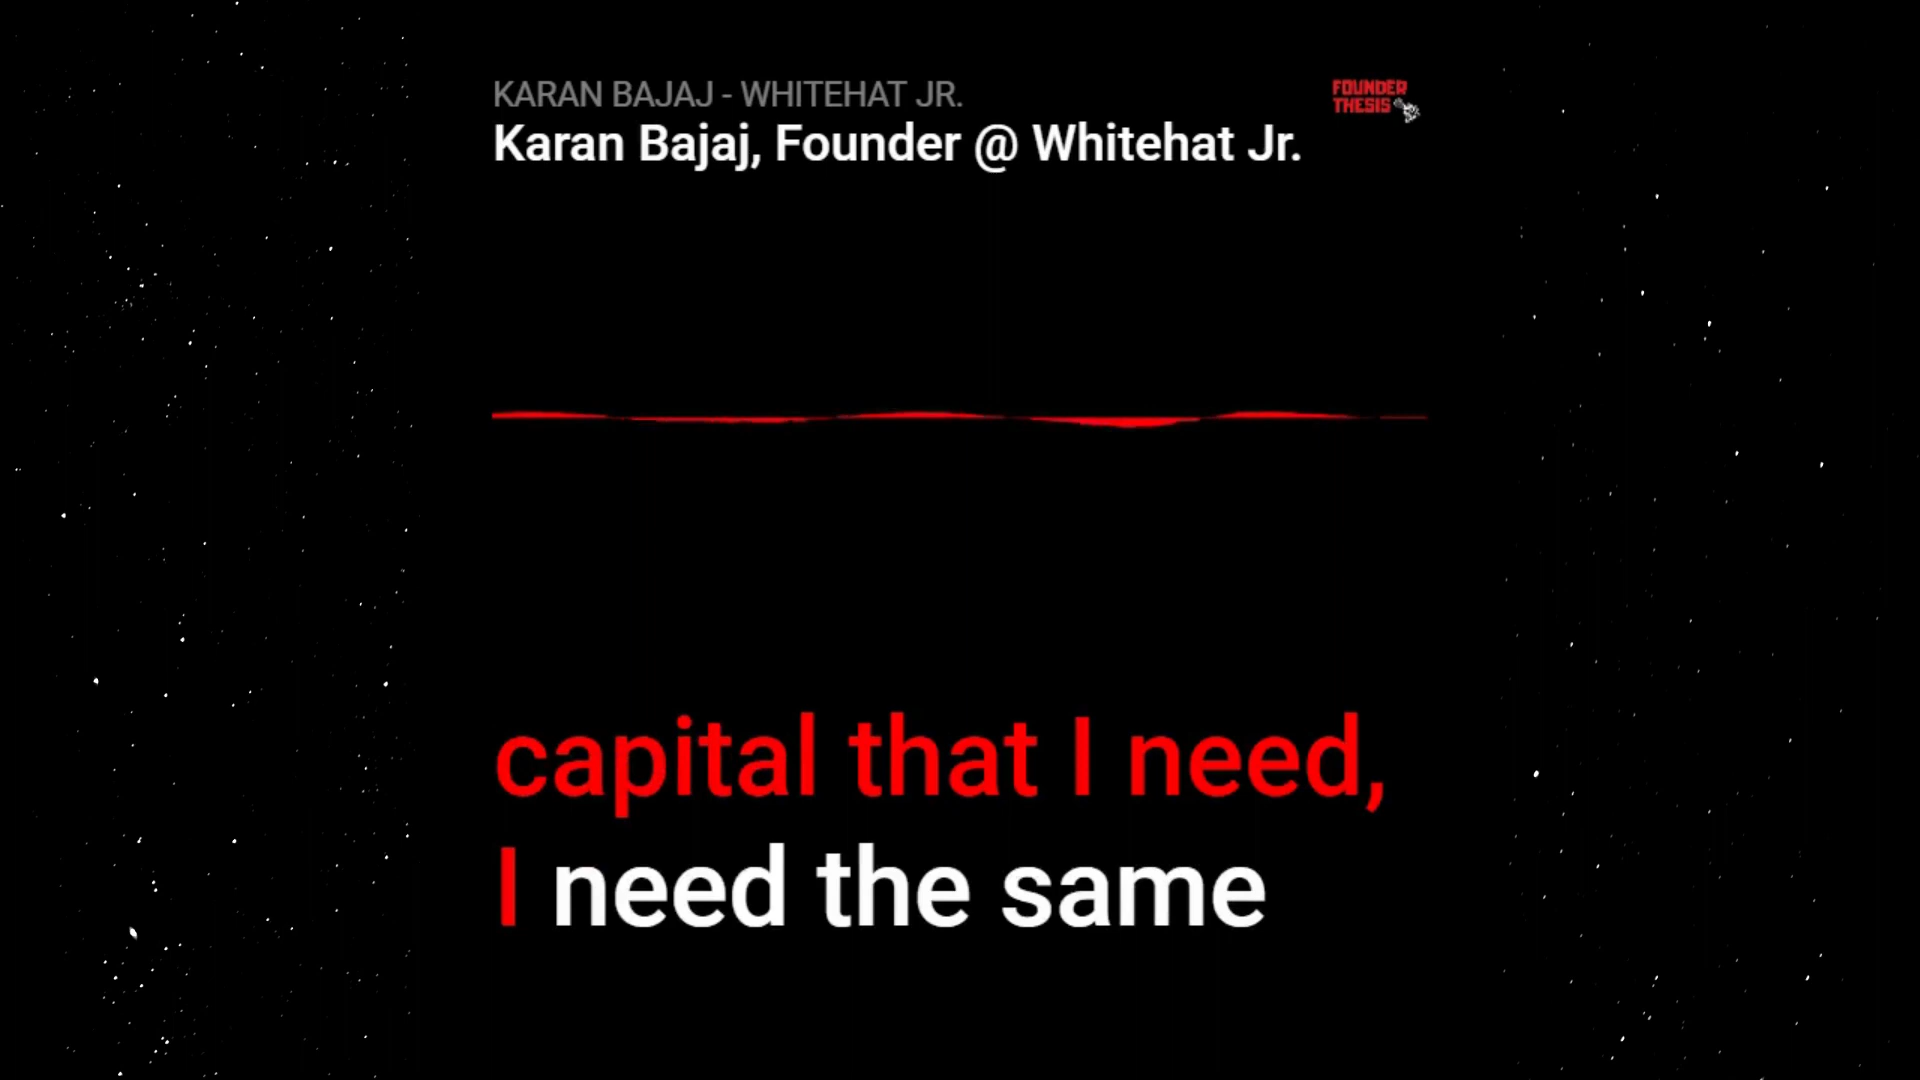 KARAN BAJAJ - WHITEHAT JR.
Karan Bajaj, Founder @ Whitehat Jr.
FOUNDER
THESIS
capital that I need,
I need the same